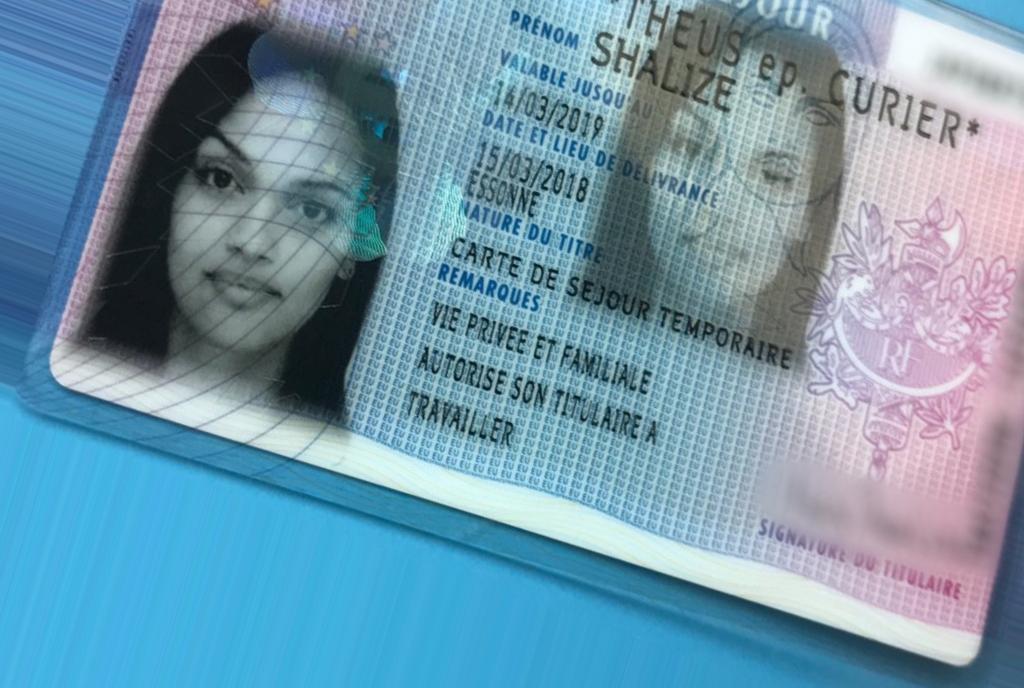 JOUR
THEUS ep. CURIER*
PRÉNOM
SHALIZE
VALABLE JUSQU'AU
14/03/2019
DATE ET LIEU DE DÉLIVRANCE
15/03/2018
ESSONNE
NATURE DU TITRE
CARTE DE SEJOUR TEMPORAIRE
REMARQUES
VIE PRIVEE ET FAMILIALE
AUTORISE SON TITULAIRE A
TRAVAILLER
RF
SIGNATURE DU TITULAIRE